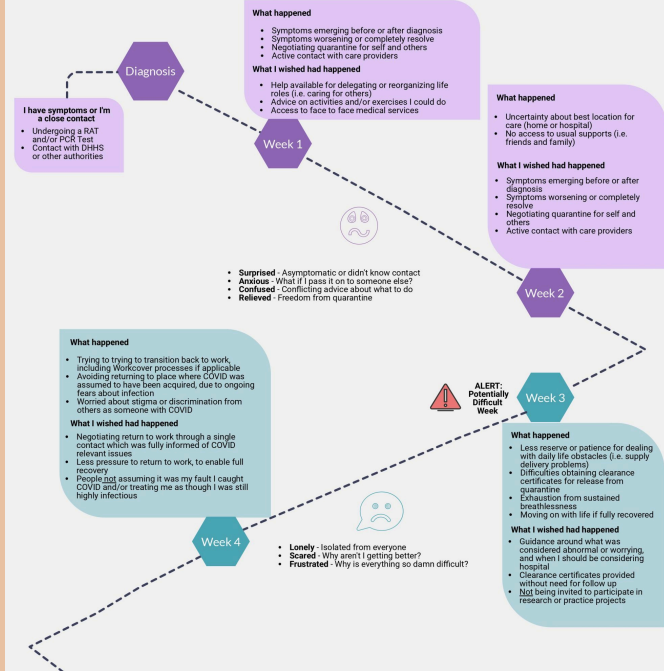 Diagnosis
I have symptoms or I'm
a close contact
• Undergoing a RAT
and/or PCR Test
• Contact with DHHS
or other authorities
What happened
• Symptoms emerging before or after diagnosis
• Symptoms worsening or completely resolve
• Negotiating quarantine for self and others
• Active contact with care providers
What I wished had happened
• Help available for delegating or reorganizing life
roles (i.e. caring for others)
• Advice on activities and/or exercises I could do
• Access to face to face medical services
Week 1
What happened
• Uncertainty about best location for
care (home or hospital)
• No access to usual supports (i.e.
friends and family)
What I wished had happened
• Symptoms emerging before or after
diagnosis
• Symptoms worsening or completely
resolve
• Negotiating quarantine for self and
others
• Active contact with care providers
Week 2
• Surprised - Asymptomatic or didn't know contact
• Anxious - What if I pass it on to someone else?
• Confused - Conflicting advice about what to do
• Relieved - Freedom from quarantine
ALERT:
Potentially
Difficult
Week
Week 3
What happened
• Less reserve or patience for dealing
with daily life obstacles (i.e. supply
delivery problems)
• Difficulties obtaining clearance
certificates for release from
quarantine
• Exhaustion from sustained
breathlessness
• Moving on with life if fully recovered
What I wished had happened
• Guidance around what was
considered abnormal or worrying,
and when I should be considering
hospital
• Clearance certificates provided
without need for follow up
• Not being invited to participate in
research or practice projects
• Lonely - Isolated from everyone
• Scared - Why aren't I getting better?
• Frustrated - Why is everything so damn difficult?
What happened
• Trying to trying to transition back to work,
including Workcover processes if applicable
• Avoiding returning to place where COVID was
assumed to have been acquired, due to ongoing
fears about infection
• Worried about stigma or discrimination from
others as someone with COVID
What I wished had happened
• Negotiating return to work through a single
contact which was fully informed of COVID
relevant issues
• Less pressure to return to work, to enable full
recovery
• People not assuming it was my fault I caught
COVID and/or treating me as though I was still
highly infectious
Week 4